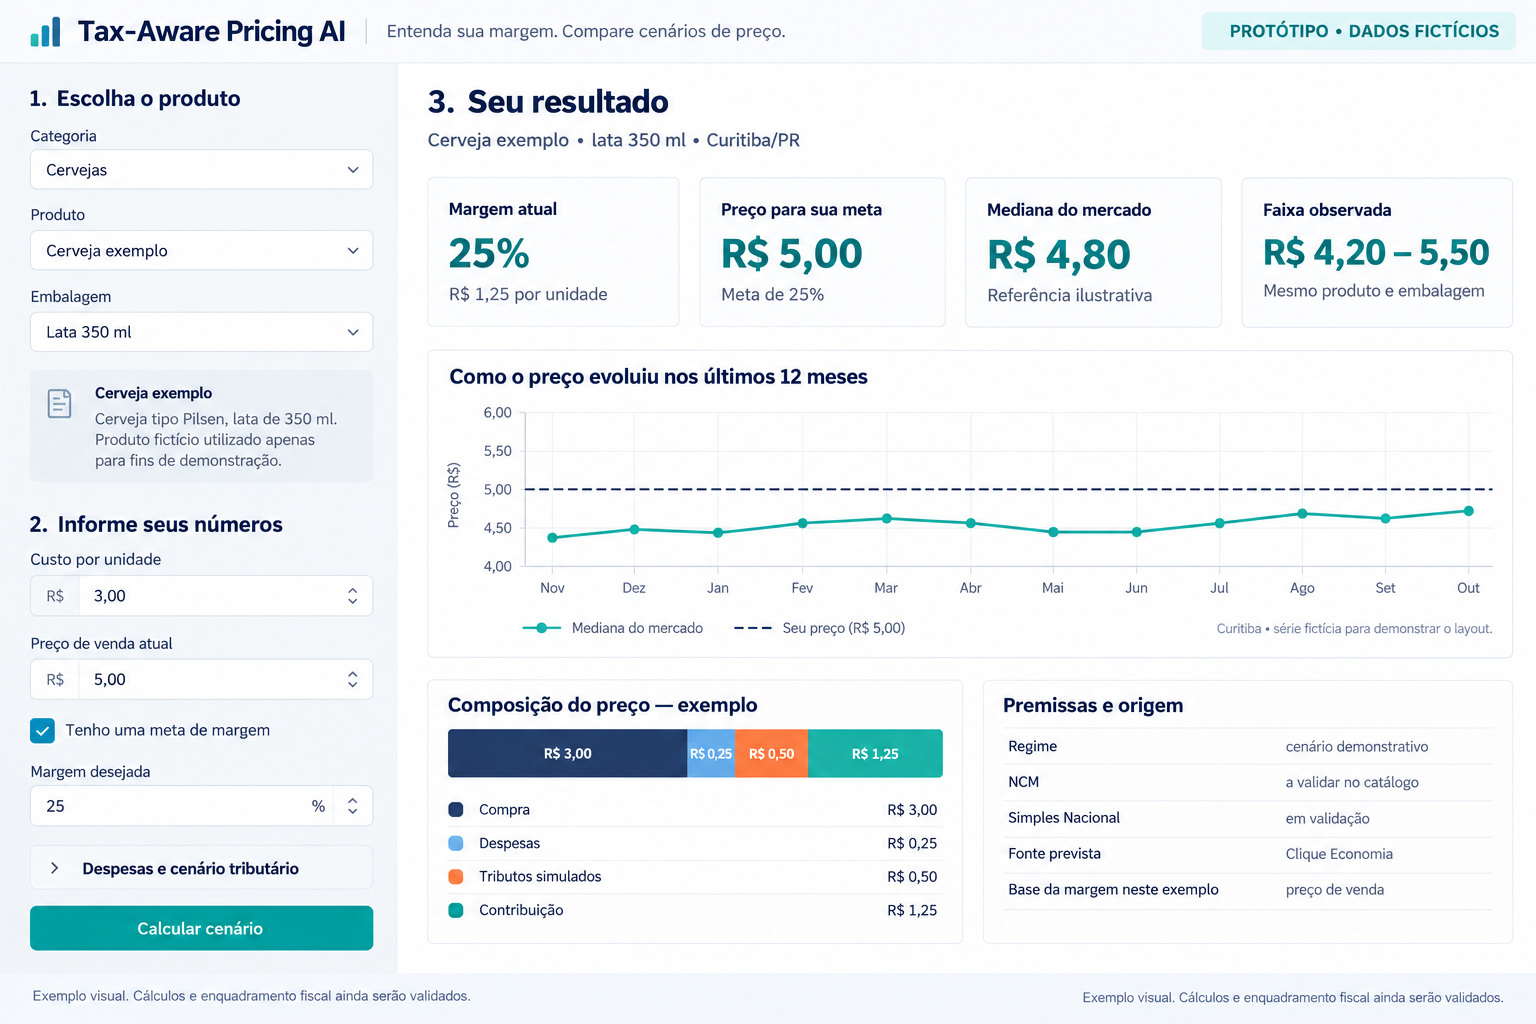 Tax-Aware Pricing AI
Entenda sua margem. Compare cenários de preço.
PROTÓTIPO • DADOS FICTÍCIOS
1. Escolha o produto
Categoria
Cervejas
Produto
Cerveja exemplo
Embalagem
Lata 350 ml
Cerveja exemplo
Cerveja tipo Pilsen, lata de 350 ml.
Produto fictício utilizado apenas
para fins de demonstração.
2. Informe seus números
Custo por unidade
R$ 3,00
Preço de venda atual
R$ 5,00
Tenho uma meta de margem
Margem desejada
25 %
Despesas e cenário tributário
Calcular cenário
3. Seu resultado
Cerveja exemplo • lata 350 ml • Curitiba/PR
Margem atual
25%
R$ 1,25 por unidade
Preço para sua meta
R$ 5,00
Meta de 25%
Mediana do mercado
R$ 4,80
Referência ilustrativa
Faixa observada
R$ 4,20 – 5,50
Mesmo produto e embalagem
Como o preço evoluiu nos últimos 12 meses
Preço (R$)
6,00
5,50
5,00
4,50
4,00
Nov Dez Jan Fev Mar Abr Mai Jun Jul Ago Set Out
Mediana do mercado
Seu preço (R$ 5,00)
Curitiba • série fictícia para demonstrar o layout.
Composição do preço — exemplo
R$ 3,00 R$ 0,25 R$ 0,50 R$ 1,25
Compra R$ 3,00
Despesas R$ 0,25
Tributos simulados R$ 0,50
Contribuição R$ 1,25
Premissas e origem
Regime cenário demonstrativo
NCM a validar no catálogo
Simples Nacional em validação
Fonte prevista Clique Economia
Base da margem neste exemplo preço de venda
Exemplo visual. Cálculos e enquadramento fiscal ainda serão validados.
Exemplo visual. Cálculos e enquadramento fiscal ainda serão validados.